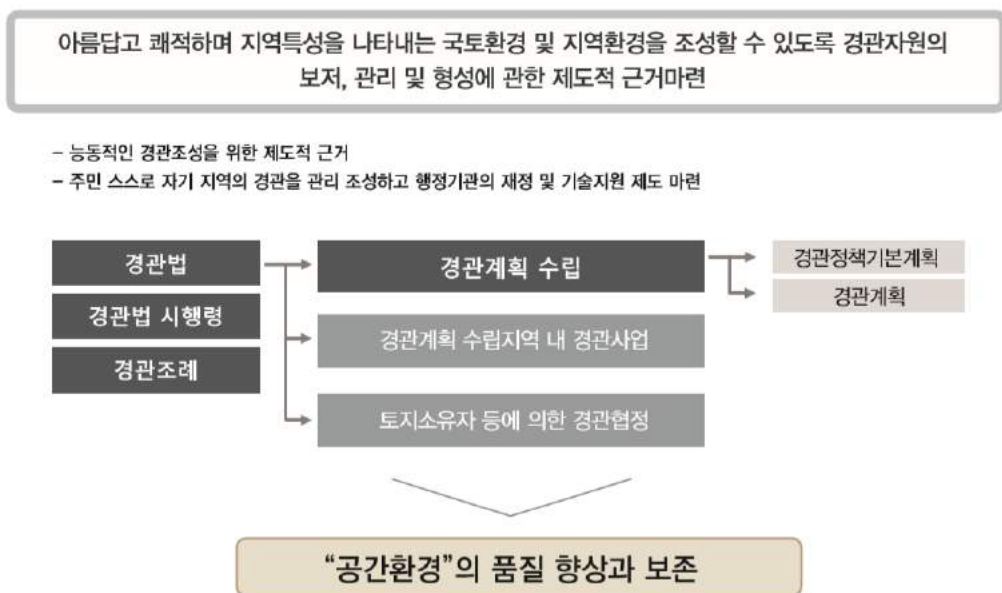 아름답고 쾌적하며 지역특성을 나타내는 국토환경 및 지역환경을 조성할 수 있도록 경관자원의
보저, 관리 및 형성에 관한 제도적 근거마련
– 능동적인 경관조성을 위한 제도적 근거
– 주민 스스로 자기 지역의 경관을 관리 조성하고 행정기관의 재정 및 기술지원 제도 마련
경관법
경관법 시행령
경관조례
경관계획 수립
경관계획 수립지역 내 경관사업
토지소유자 등에 의한 경관협정
경관정책기본계획
경관계획
“공간환경”의 품질 향상과 보존